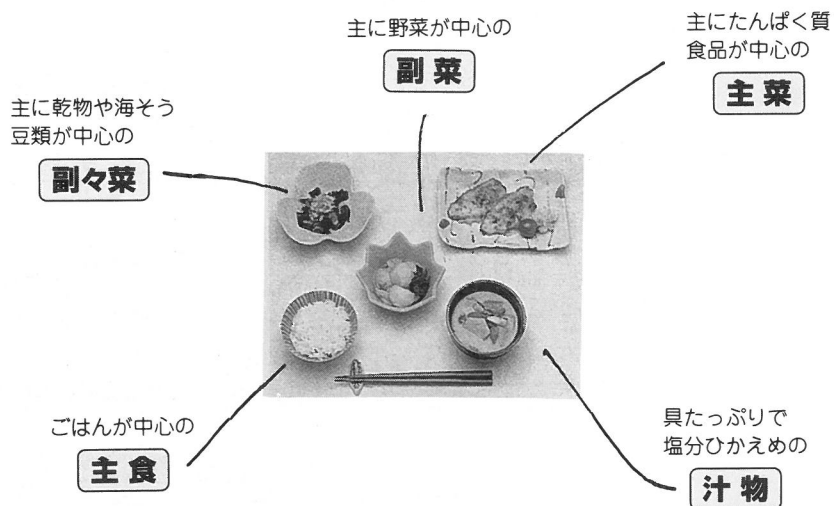 主に野菜が中心の
副菜
主にたんぱく質
食品が中心の
主菜
主に乾物や海そう
豆類が中心の
副々菜
ごはんが中心の
主食
具たっぷりで
塩分ひかえめの
汁物